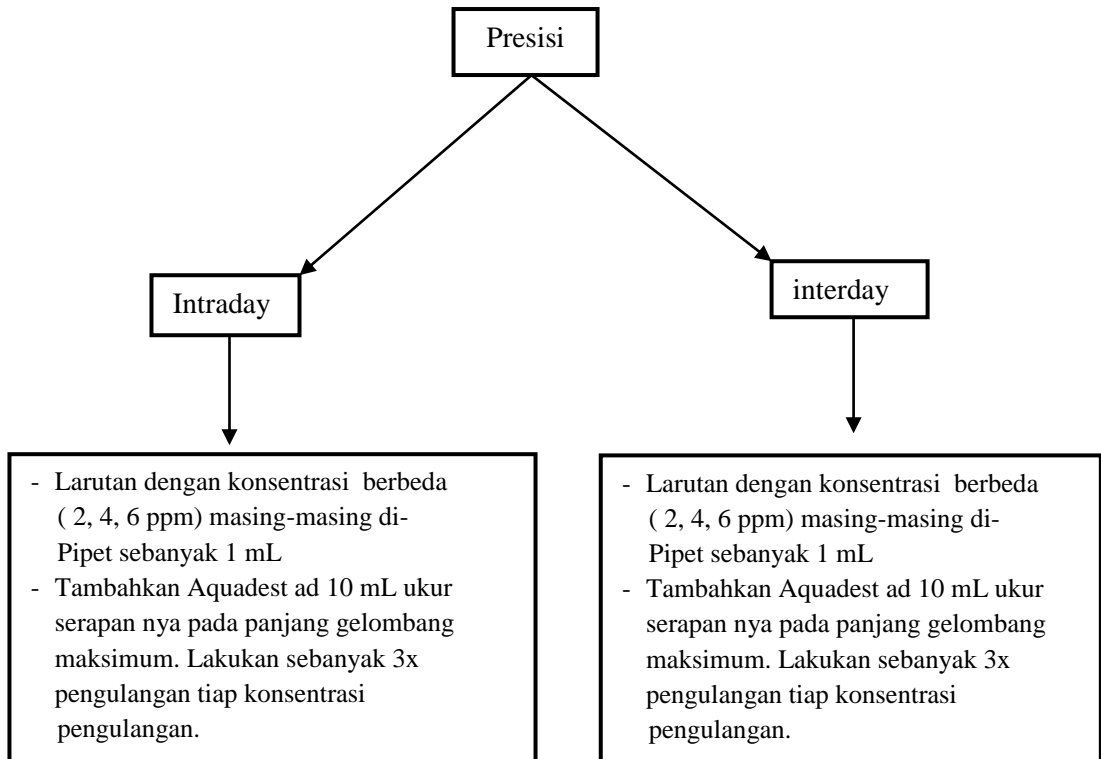 Presisi
Intraday
interday
- Larutan dengan konsentrasi berbeda
( 2, 4, 6 ppm) masing-masing di-
Pipet sebanyak 1 mL
- Tambahkan Aquadest ad 10 mL ukur
serapan nya pada panjang gelombang
maksimum. Lakukan sebanyak 3x
pengulangan tiap konsentrasi
pengulangan.
- Larutan dengan konsentrasi berbeda
( 2, 4, 6 ppm) masing-masing di-
Pipet sebanyak 1 mL
- Tambahkan Aquadest ad 10 mL ukur
serapan nya pada panjang gelombang
maksimum. Lakukan sebanyak 3x
pengulangan tiap konsentrasi
pengulangan.